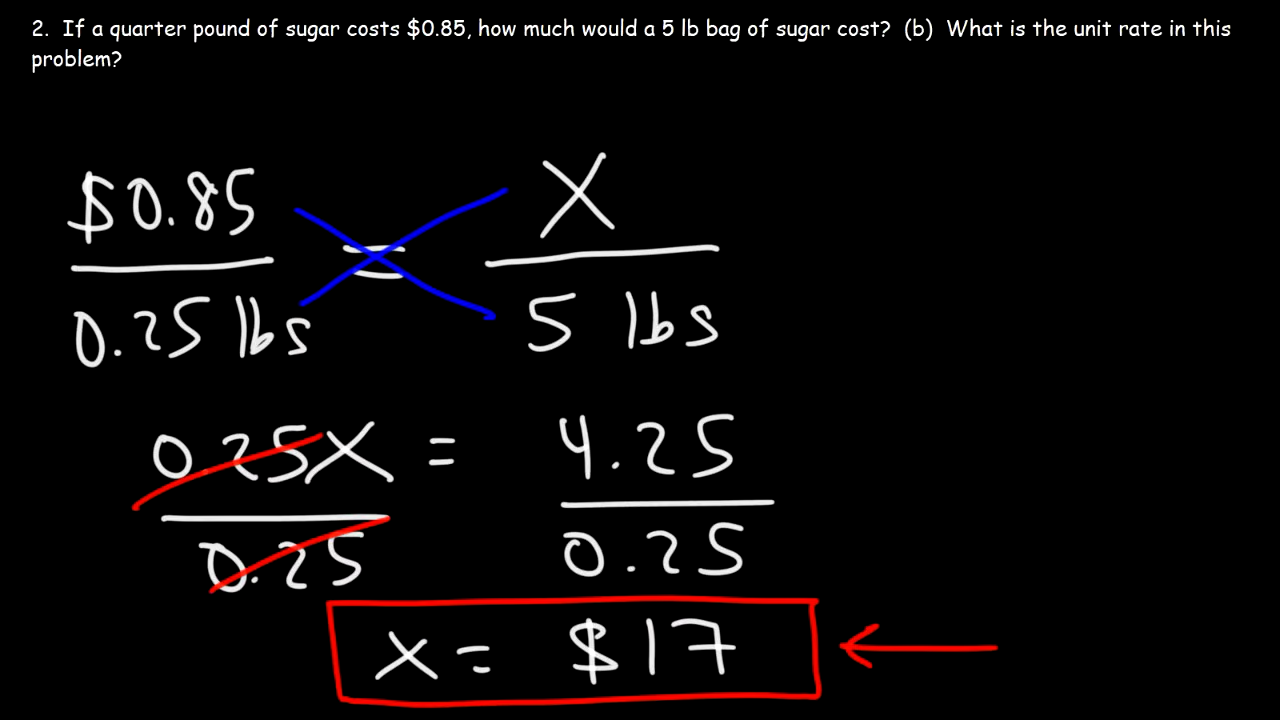 2. If a quarter pound of sugar costs $0.85, how much would a 5 lb bag of sugar cost? (b) What is the unit rate in this
problem?
$0.85 = X
0.25 lbs 5 lbs
0.25X = 4.25
0.25 0.25
x = $17